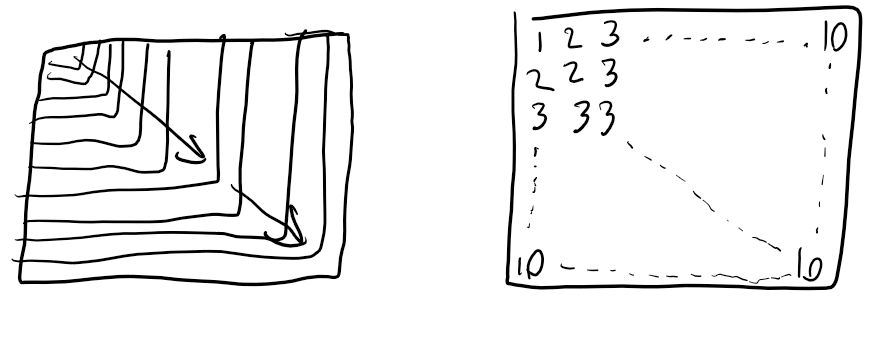 1 2 3 . - - - - - - . 10
2 2 3
3 3 3
10 - - - - - - 10